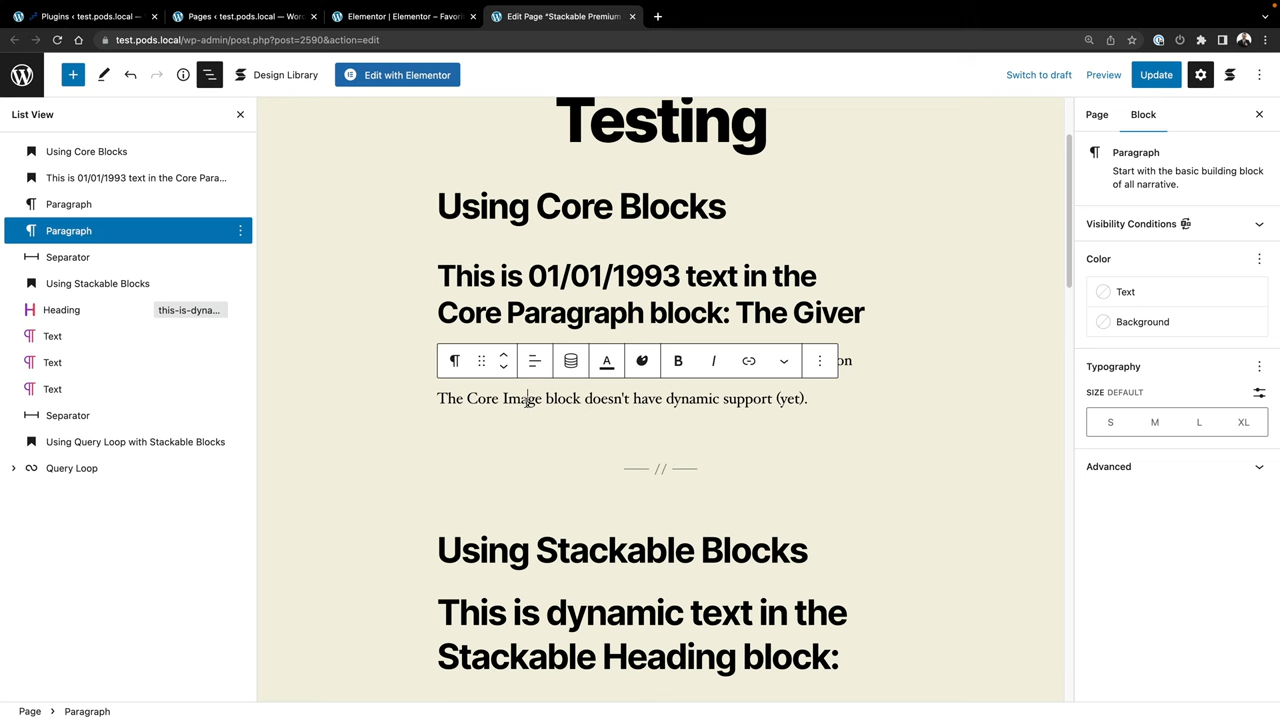 Plugins ‹ test.pods.local —
Pages ‹ test.pods.local — Wor
Elementor | Elementor – Favori
Edit Page "Stackable Premium
test.pods.local/wp-admin/post.php?post=2590&action=edit
Design Library
Edit with Elementor
Switch to draft
Preview
Update
List View
Using Core Blocks
This is 01/01/1993 text in the Core Para...
Paragraph
Paragraph
Separator
Using Stackable Blocks
Heading
this-is-dyna...
Text
Text
Text
Separator
Using Query Loop with Stackable Blocks
Query Loop
Testing
Using Core Blocks
This is 01/01/1993 text in the
Core Paragraph block: The Giver
A
B
I
on
The Core Image block doesn't have dynamic support (yet).
//
Using Stackable Blocks
This is dynamic text in the
Stackable Heading block:
Page
Block
Paragraph
Start with the basic building block
of all narrative.
Visibility Conditions
Color
Text
Background
Typography
SIZE DEFAULT
S
M
L
XL
Advanced
Page
Paragraph